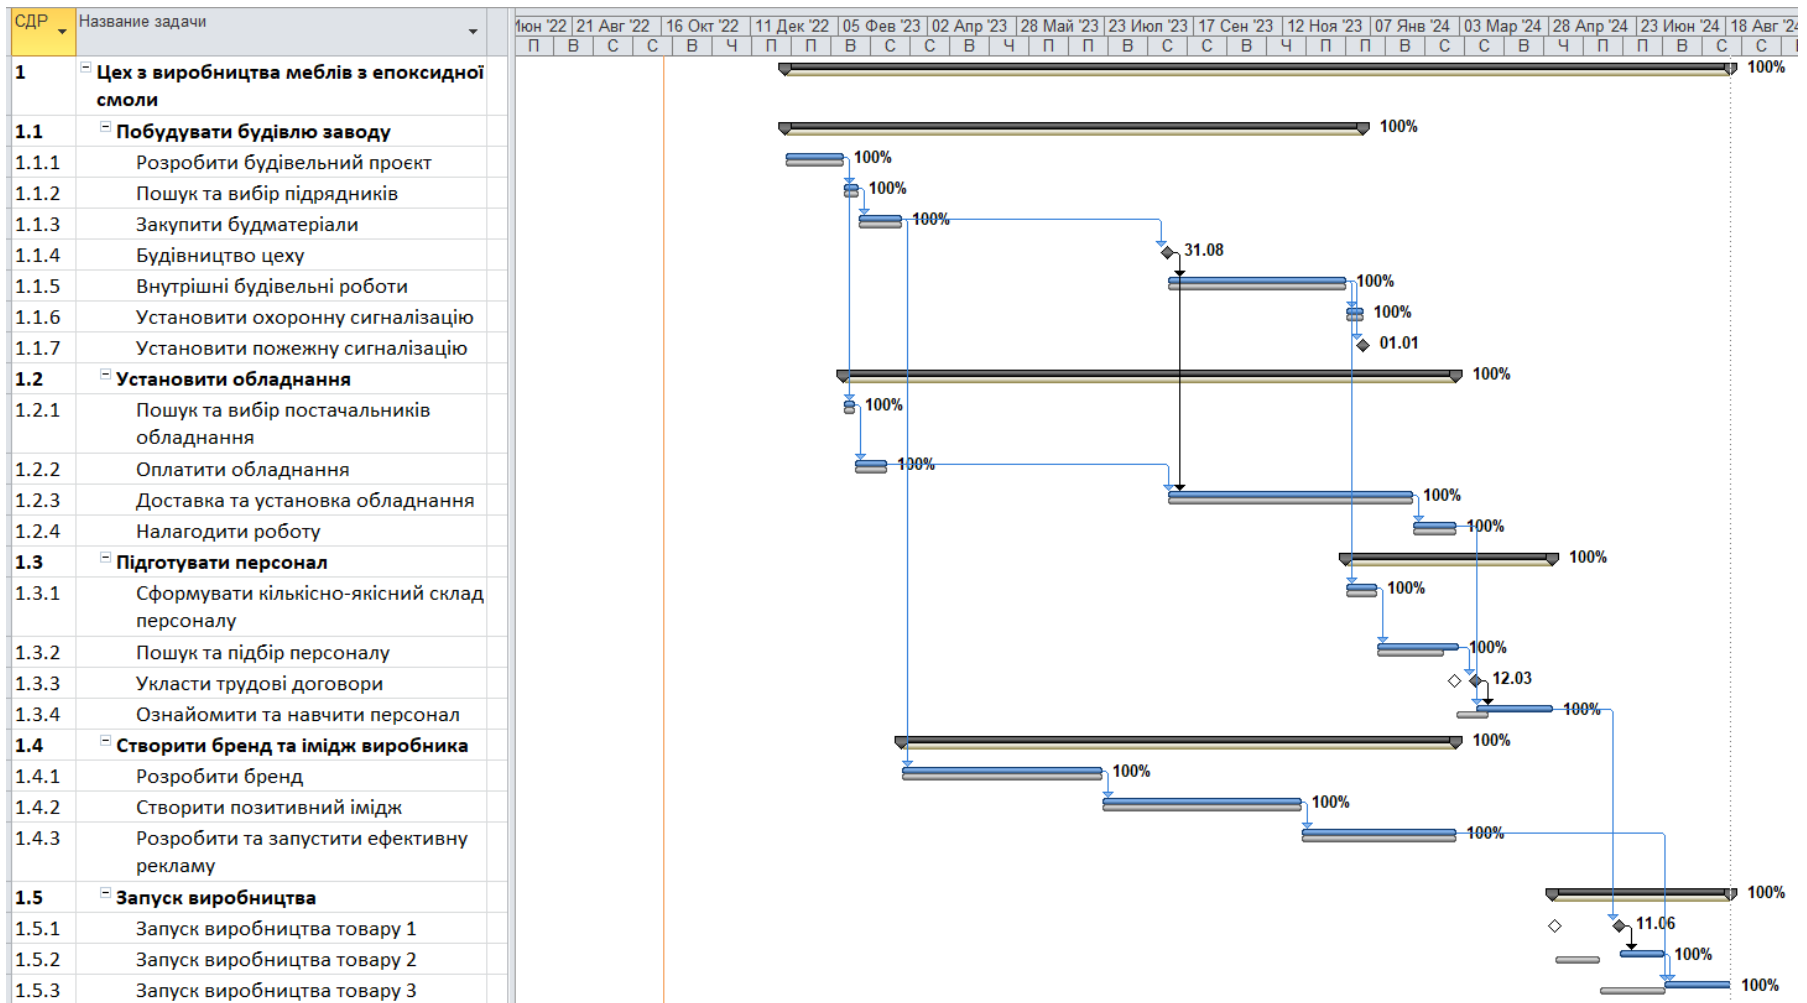 СДР Название задачи Июн '22 21 Авг '22 16 Окт '22 11 Дек '22 05 Фев '23 02 Апр '23 28 Май '23 23 Июл '23 17 Сен '23 12 Ноя '23 07 Янв '24 03 Мар '24 28 Апр '24 23 Июн '24 18 Авг '24
П В С С В Ч П П В С С В Ч П П В С С В Ч П П В С С В Ч П П В С С
1 Цех з виробництва меблів з епоксидної 100%
смоли
1.1 Побудувати будівлю заводу 100%
1.1.1 Розробити будівельний проєкт 100%
1.1.2 Пошук та вибір підрядників 100%
1.1.3 Закупити будматеріали 100%
1.1.4 Будівництво цеху 31.08
1.1.5 Внутрішні будівельні роботи 100%
1.1.6 Установити охоронну сигналізацію 100%
1.1.7 Установити пожежну сигналізацію 01.01
1.2 Установити обладнання 100%
1.2.1 Пошук та вибір постачальників 100%
обладнання
1.2.2 Оплатити обладнання 100%
1.2.3 Доставка та установка обладнання 100%
1.2.4 Налагодити роботу 100%
1.3 Підготувати персонал 100%
1.3.1 Сформувати кількісно-якісний склад 100%
персоналу
1.3.2 Пошук та підбір персоналу 100%
1.3.3 Укласти трудові договори 12.03
1.3.4 Ознайомити та навчити персонал 100%
1.4 Створити бренд та імідж виробника 100%
1.4.1 Розробити бренд 100%
1.4.2 Створити позитивний імідж 100%
1.4.3 Розробити та запустити ефективну 100%
рекламу
1.5 Запуск виробництва 100%
1.5.1 Запуск виробництва товару 1 11.06
1.5.2 Запуск виробництва товару 2 100%
1.5.3 Запуск виробництва товару 3 100%